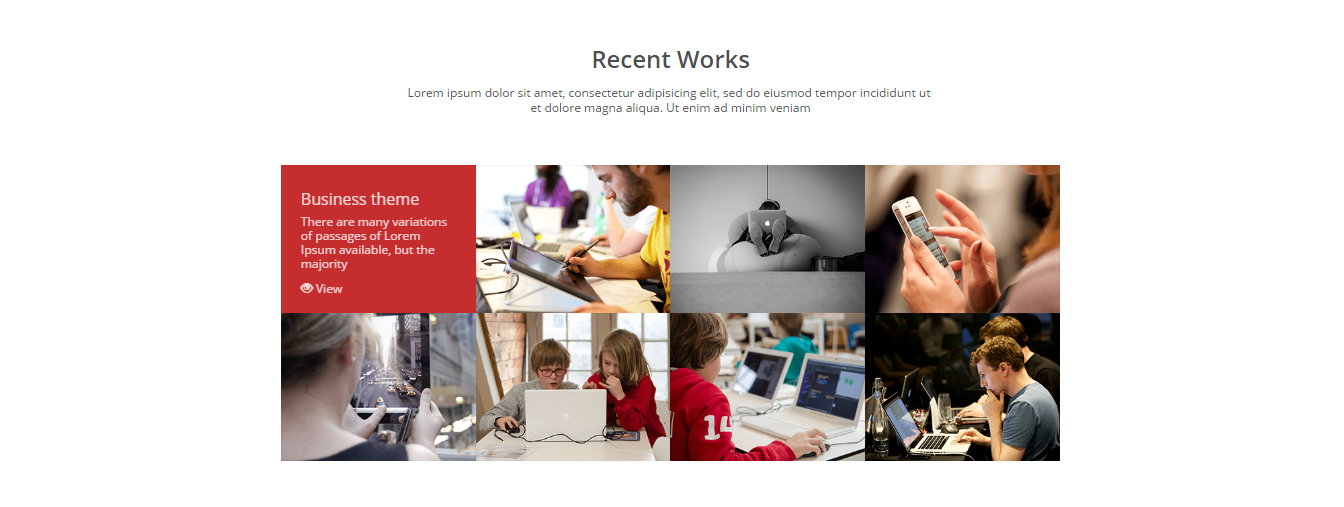 Recent Works
Lorem ipsum dolor sit amet, consectetur adipisicing elit, sed do eiusmod tempor incididunt ut
et dolore magna aliqua. Ut enim ad minim veniam
Business theme
There are many variations
of passages of Lorem
Ipsum available, but the
majority
View
14